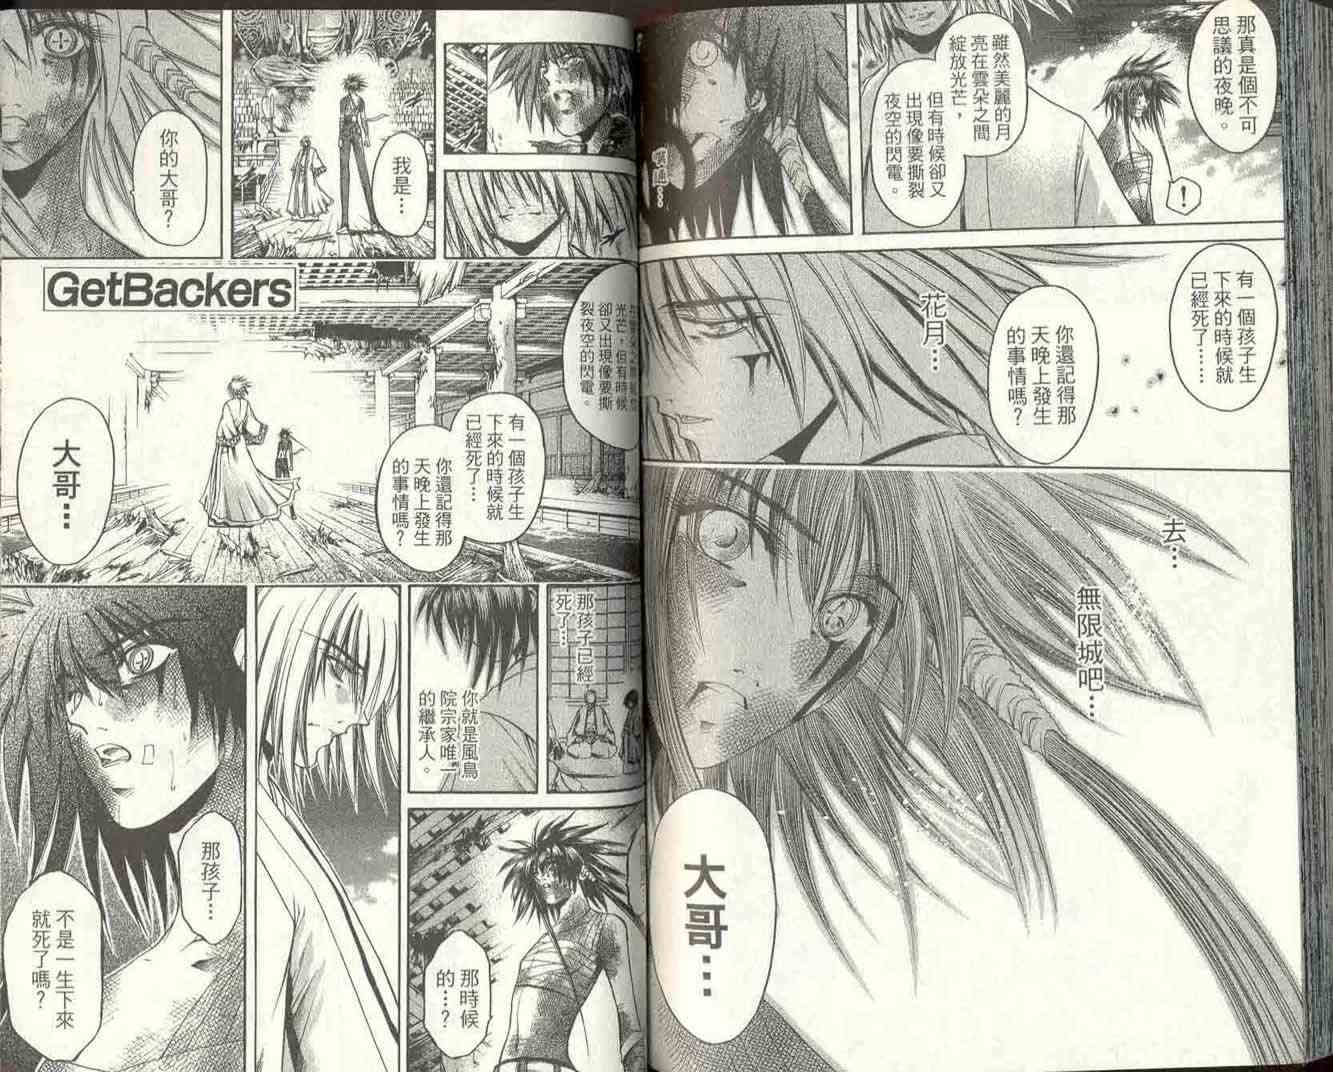 那真是個不可
思議的夜晚。
雖然美麗的月
亮在雲朵之間
綻放光芒，
但有時候卻又
出現像要撕裂
夜空的閃電。
！
有一個孩子生
下來的時候就
已經死了……
你還記得那
天晚上發生
的事情嗎？
花月…
去…
無限城吧…
大哥…
我是…
你的大哥？
GetBackers
光芒，但有時候
卻又出現像要撕
裂夜空的閃電。
有一個孩子生
下來的時候就
已經死了…
你還記得那
天晚上發生
的事情嗎？
大哥…
那孩子已經
死了…
你就是風鳥
院宗家唯一
的繼承人。
那時候
的…？
那孩子…
不是一生下來
就死了嗎？